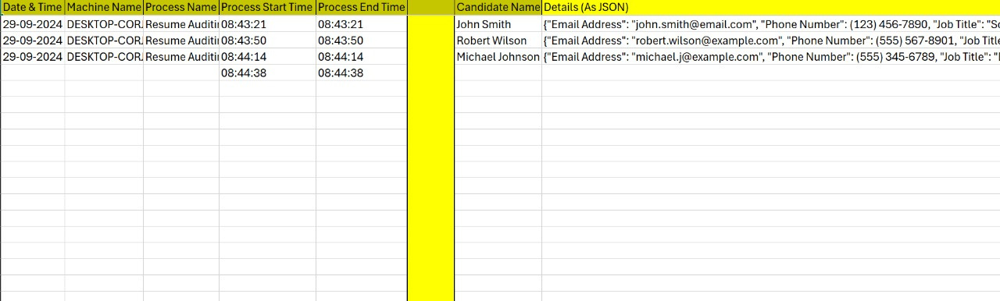 Date & Time Machine Name Process Name Process Start Time Process End Time Candidate Name Details (As JSON)
29-09-2024 DESKTOP-COR Resume Auditi 08:43:21 08:43:21 John Smith {"Email Address": "john.smith@email.com", "Phone Number": (123) 456-7890, "Job Title": "So
29-09-2024 DESKTOP-COR Resume Auditi 08:43:50 08:43:50 Robert Wilson {"Email Address": "robert.wilson@example.com", "Phone Number": (555) 567-8901, "Job Title
29-09-2024 DESKTOP-COR Resume Auditi 08:44:14 08:44:14 Michael Johnson {"Email Address": "michael.j@example.com", "Phone Number": (555) 345-6789, "Job Title": "
08:44:38 08:44:38